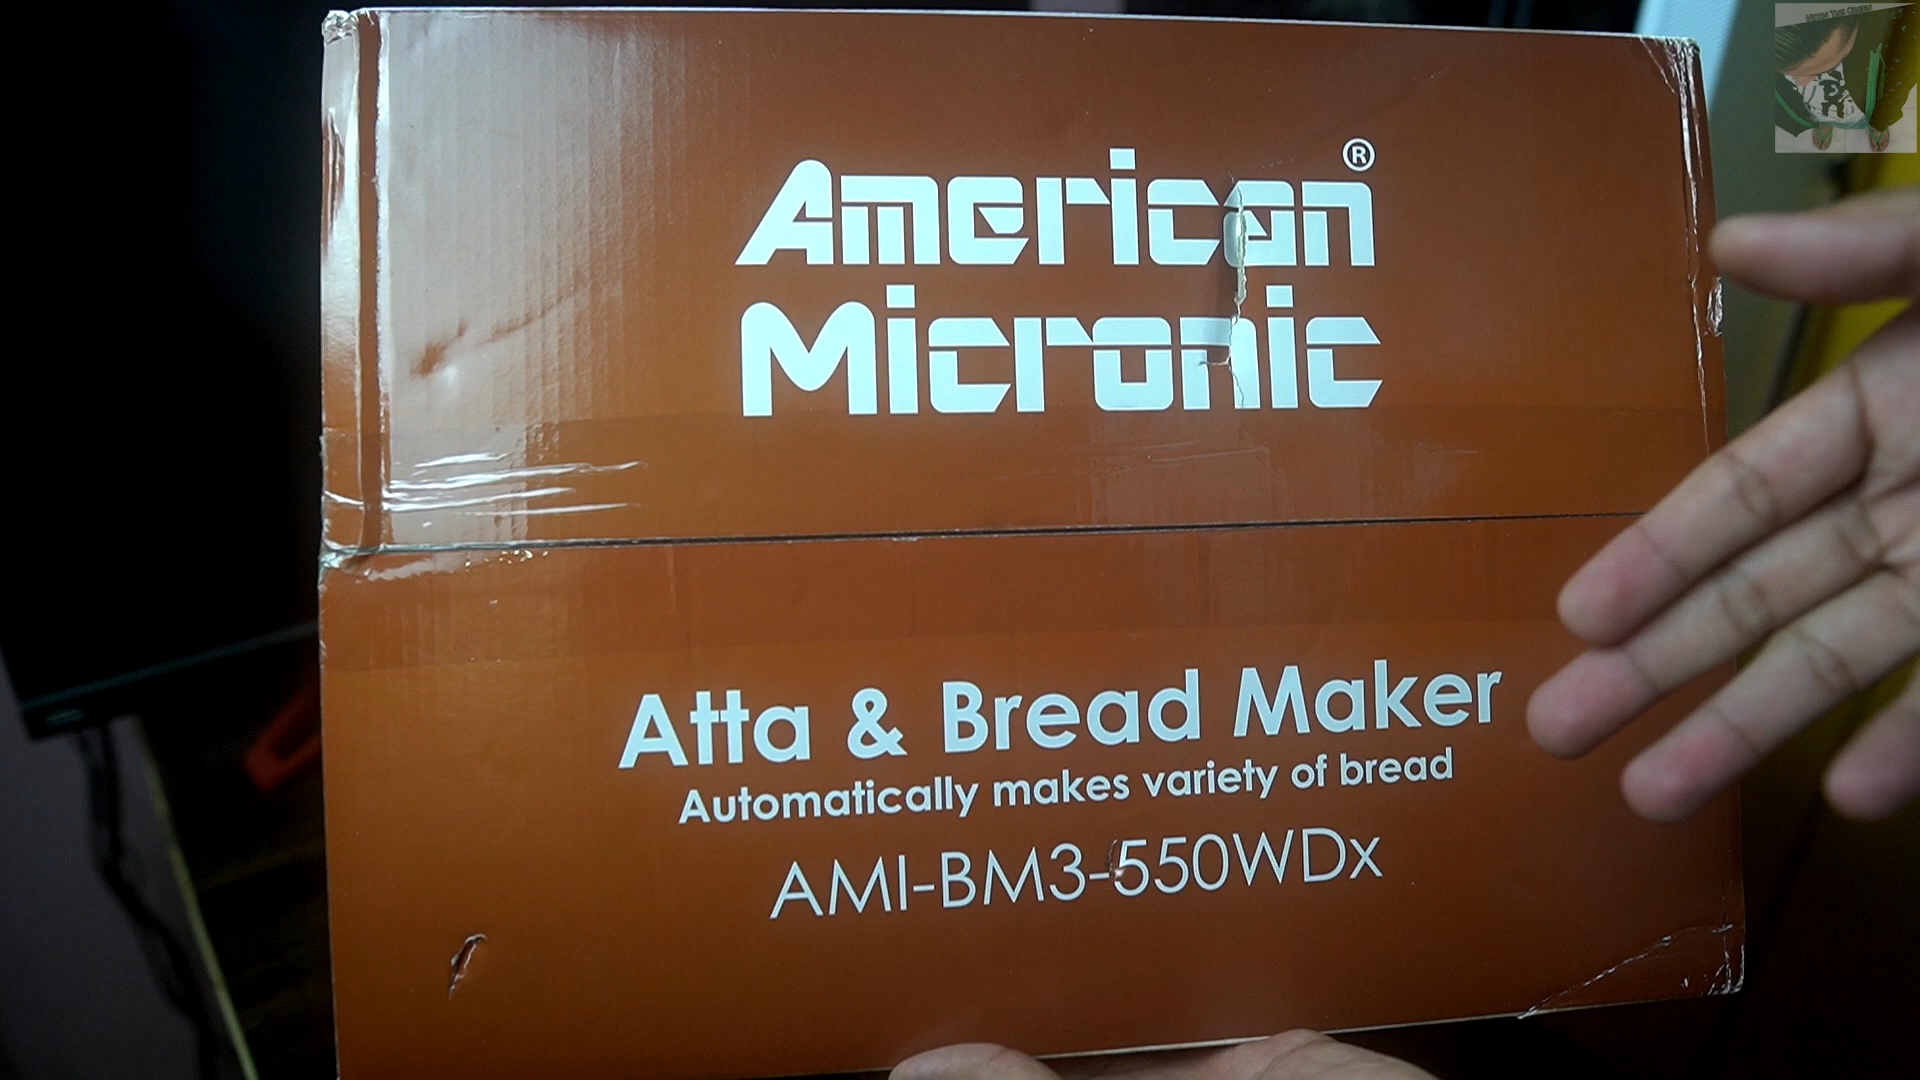 American®
Micronic
Atta & Bread Maker
Automatically makes variety of bread
AMI-BM3-550WDx